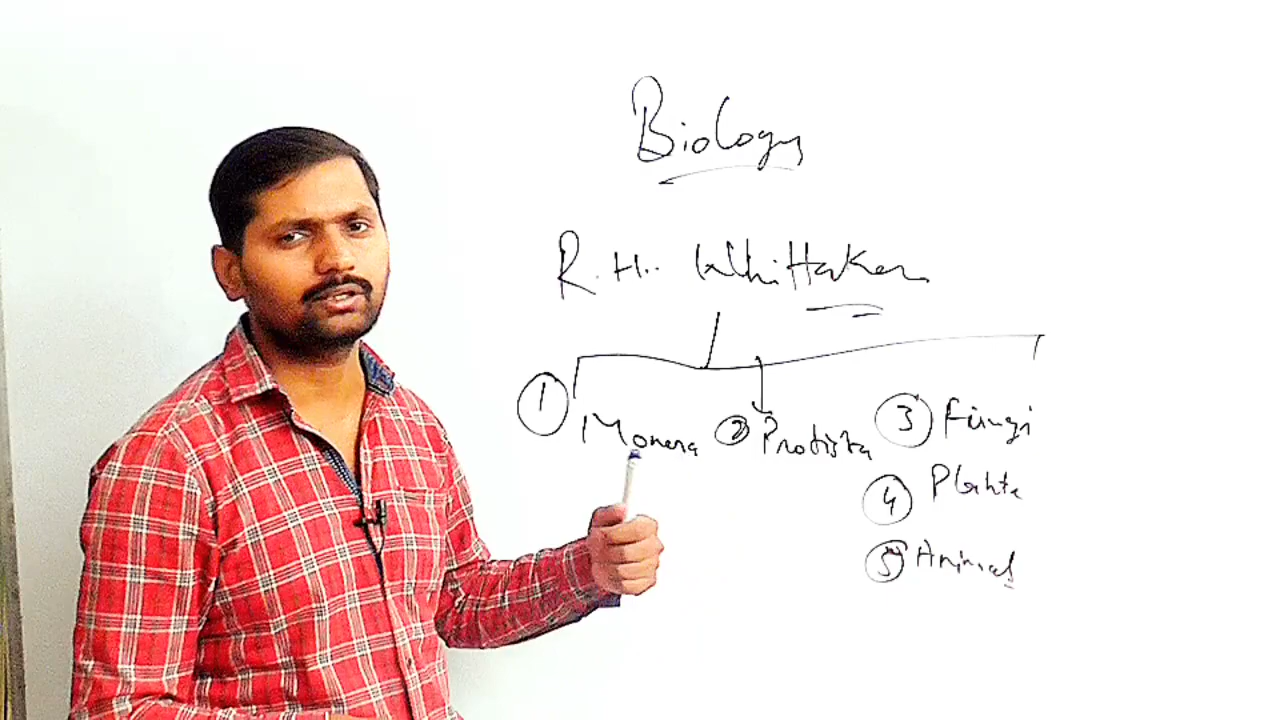 Biology
R.H. Whittaker
① Monera ② Protista ③ Fungi
④ Plante
⑤ Animal